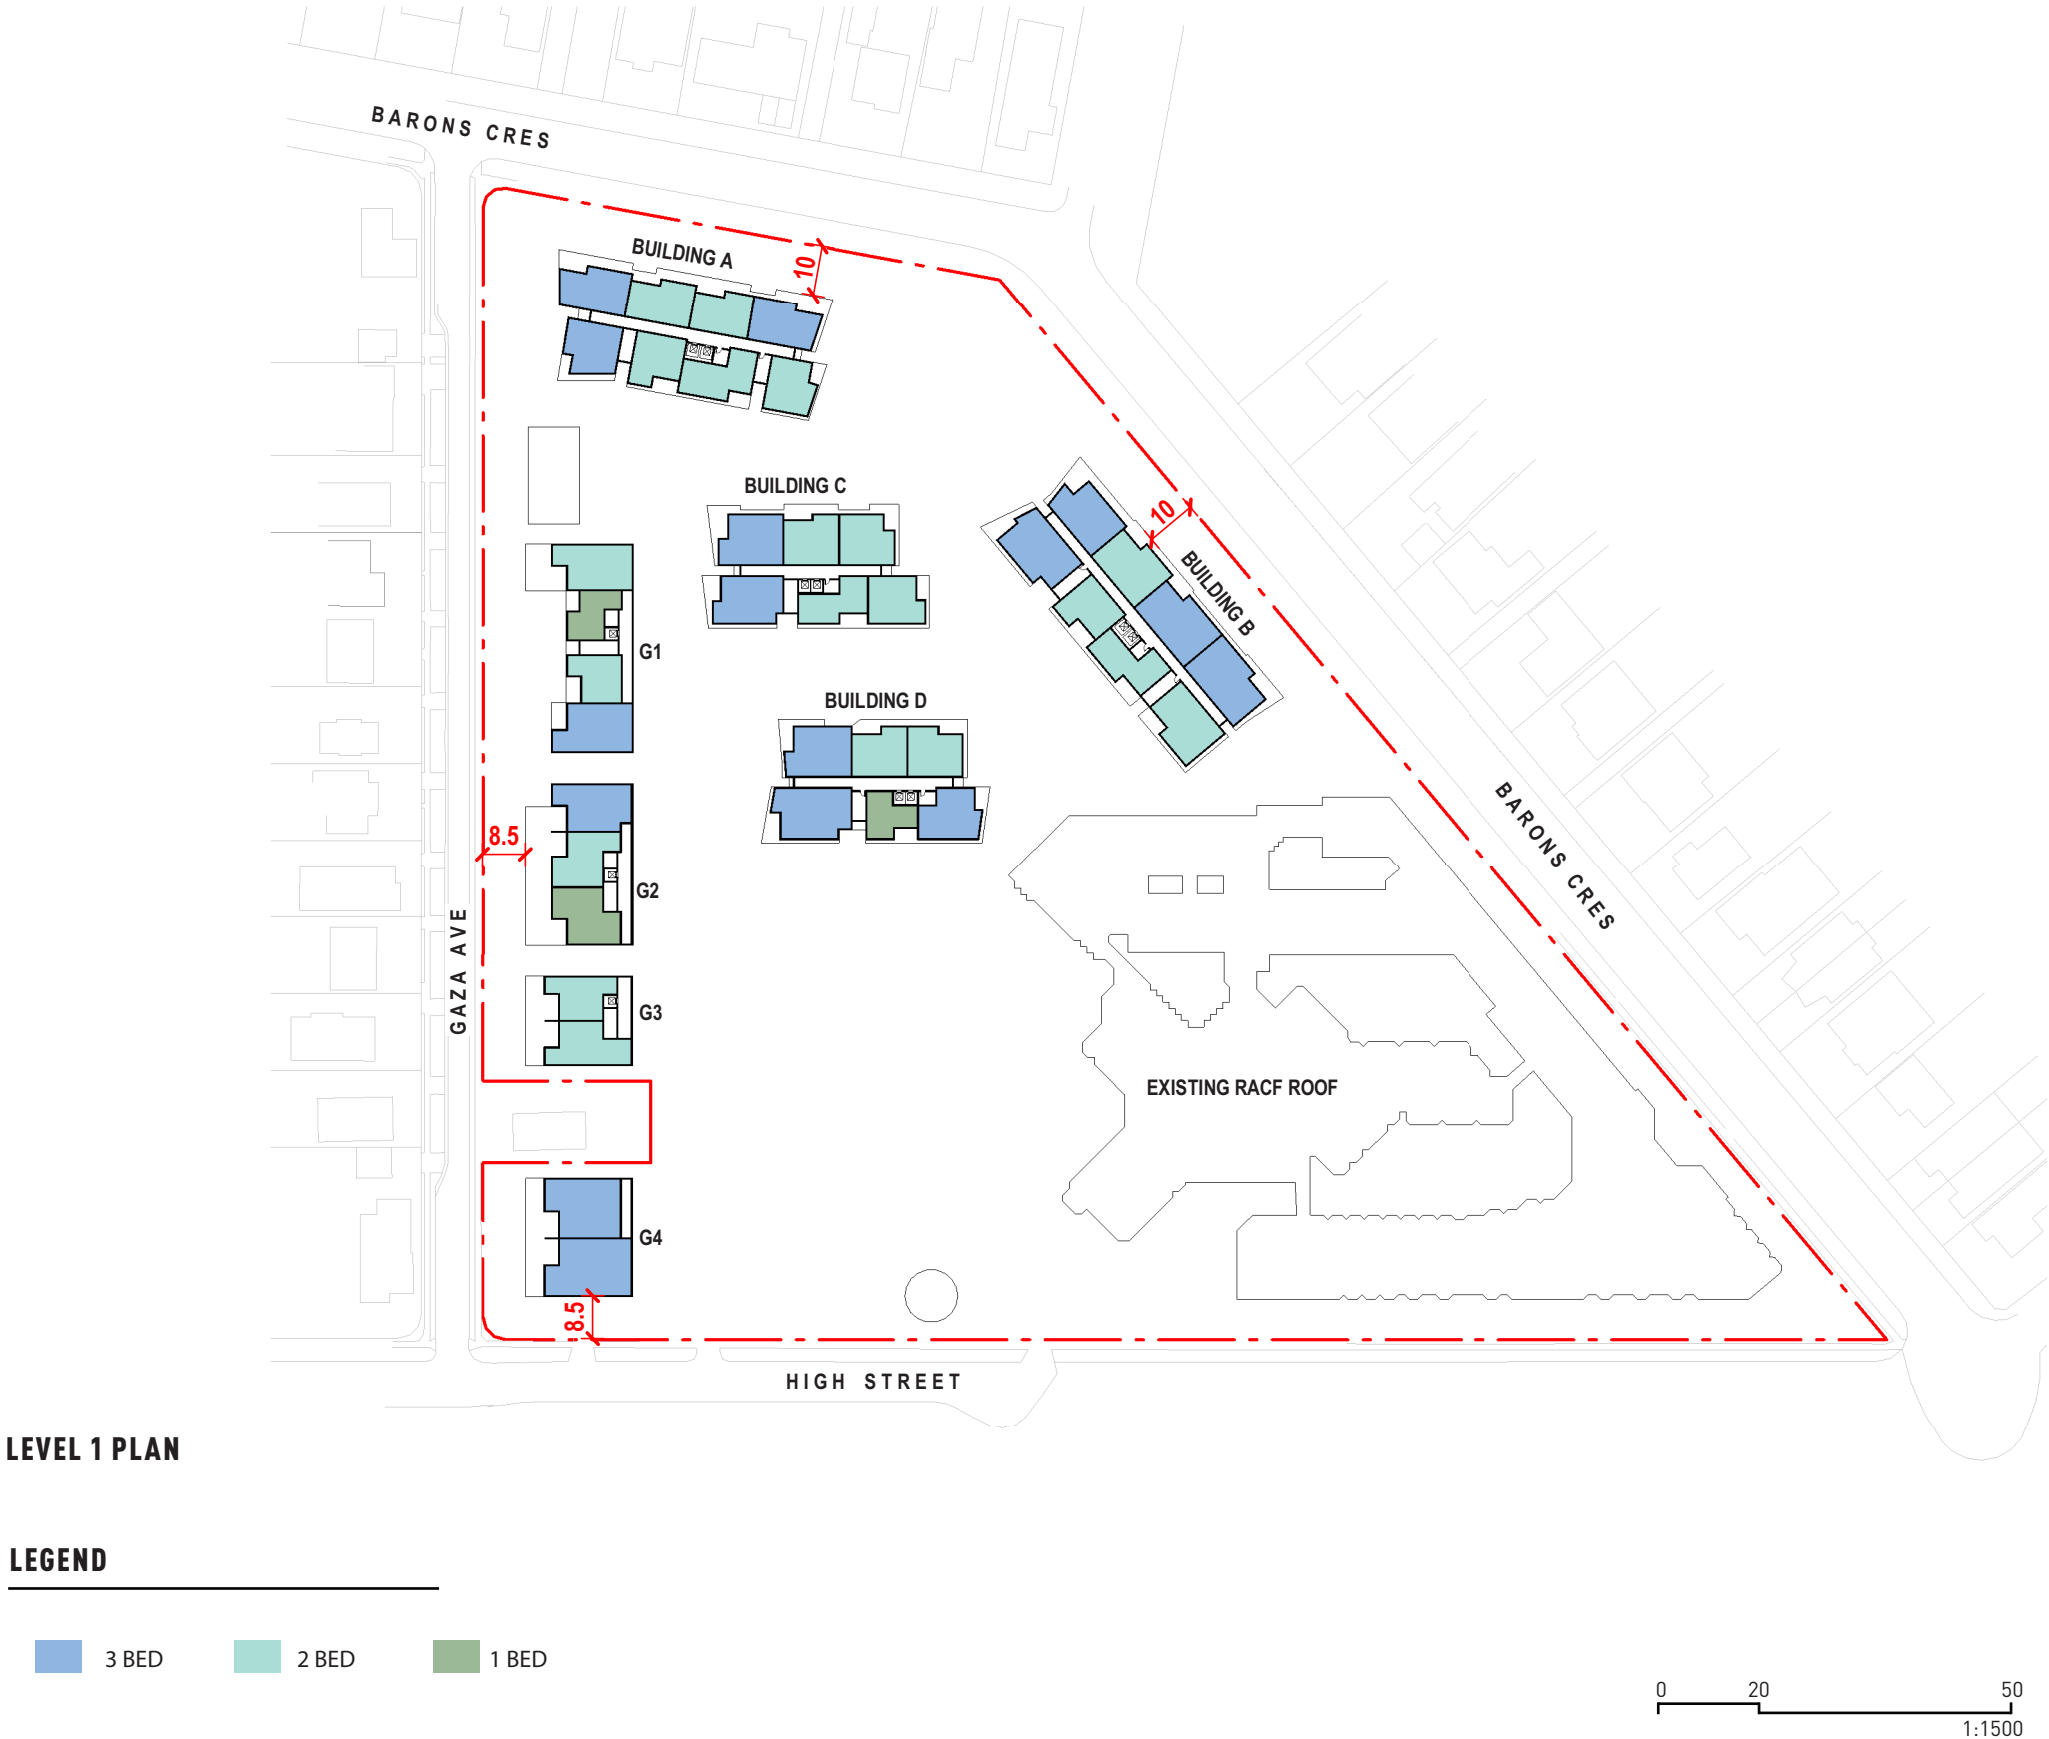 BARONS CRES
BUILDING A
10
BUILDING C
10
BUILDING B
G1
BUILDING D
BARONS CRES
8.5
G2
GAZA AVE
G3
EXISTING RACF ROOF
G4
8.5
HIGH STREET
LEVEL 1 PLAN
LEGEND
3 BED
2 BED
1 BED
0 20 50
1:1500